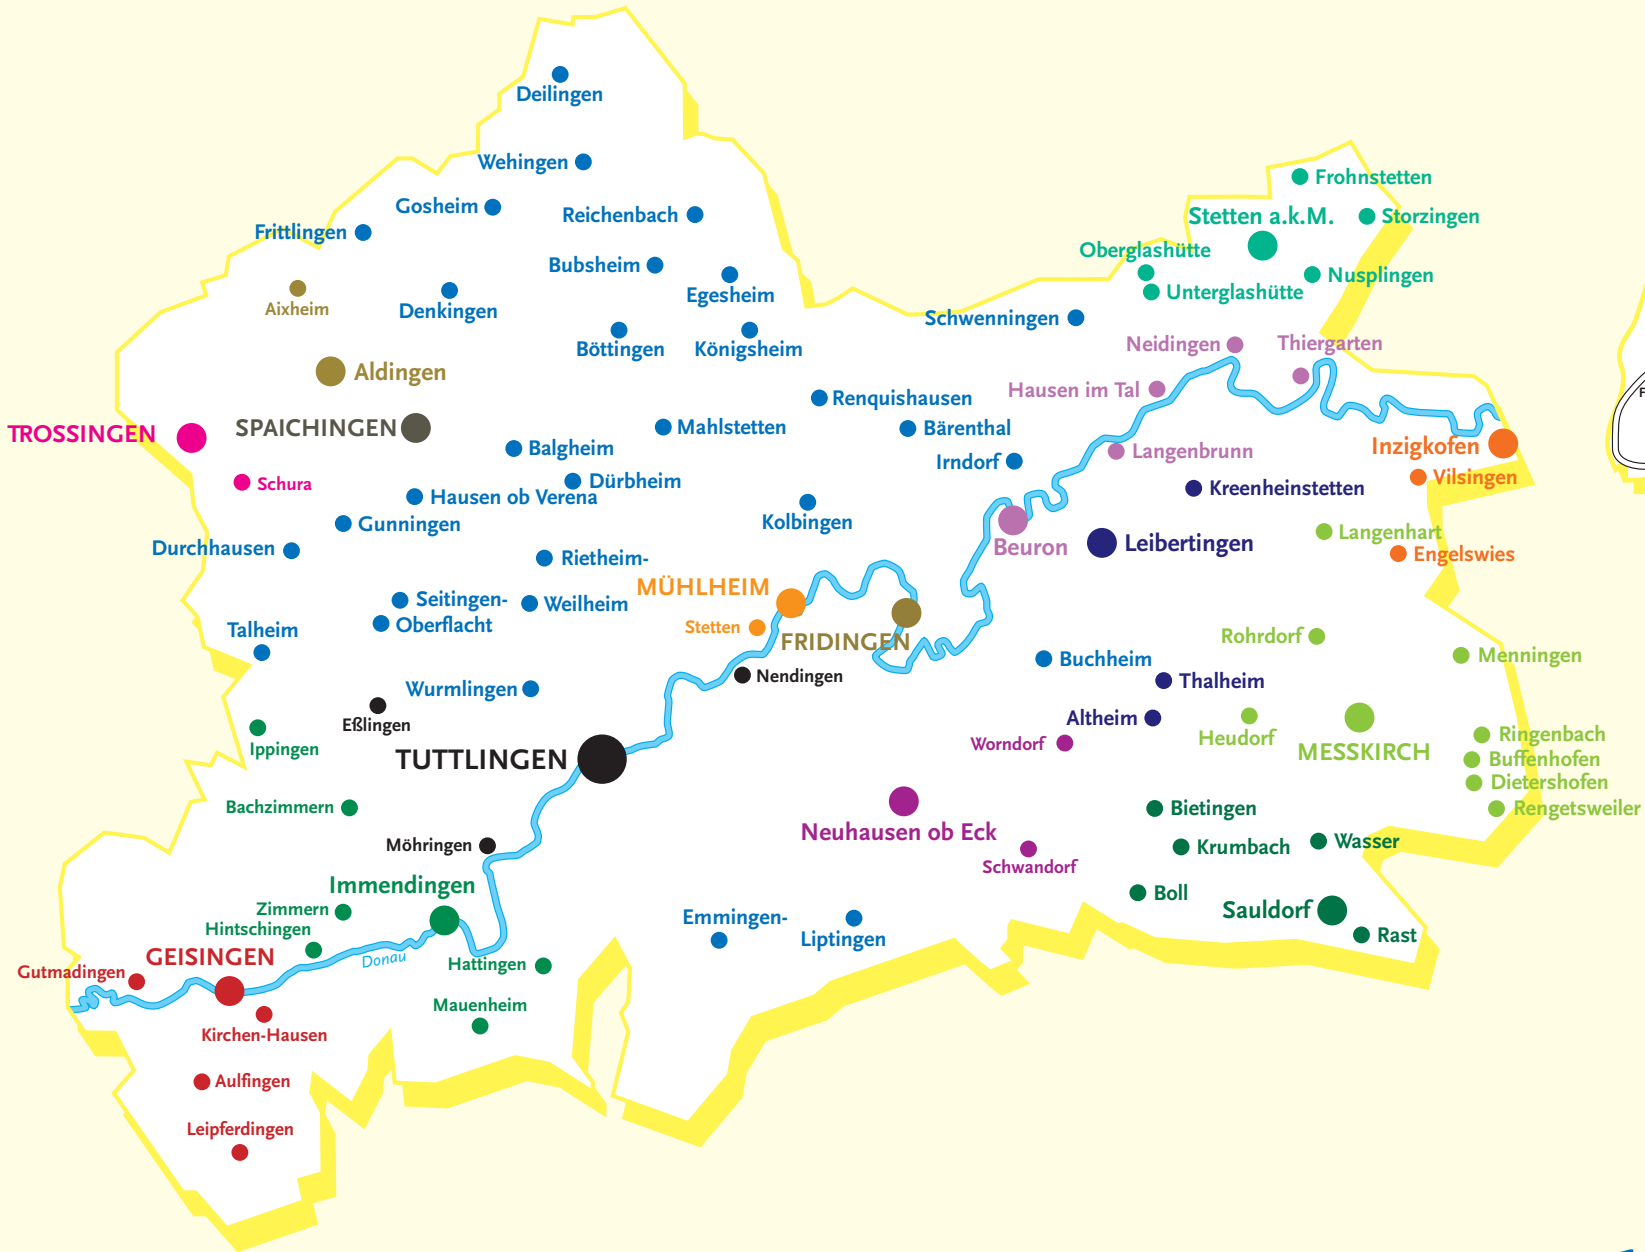 Deilingen
Wehingen
Gosheim
Reichenbach
Frittlingen
Bubsheim
Egesheim
Aixheim
Denkingen
Böttingen
Königsheim
Aldingen
Frohnstetten
Stetten a.k.M.
Storzingen
Oberglashütte
Unterglashütte
Nusplingen
Schwenningen
Neidingen
Thiergarten
Hausen im Tal
Renquishausen
TROSSINGEN
SPAICHINGEN
Mahlstetten
Bärenthal
Balgheim
Irndorf
Langenbrunn
Inzigkofen
Vilsingen
Schura
Dürbheim
Hausen ob Verena
Kreenheinstetten
Gunningen
Kolbingen
Langenhart
Durchhausen
Rietheim-
Beuron
Leibertingen
Engelswies
MÜHLHEIM
Seitingen-
Weilheim
Oberflacht
Stetten
FRIDINGEN
Talheim
Rohrdorf
Menningen
Buchheim
Nendingen
Thalheim
Wurmlingen
Eßlingen
Altheim
Heudorf
Ippingen
Worndorf
MESSKIRCH
Ringenbach
TUTTLINGEN
Buffenhofen
Dietershofen
Bachzimmern
Bietingen
Rengetsweiler
Neuhausen ob Eck
Möhringen
Krumbach
Wasser
Schwandorf
Immendingen
Boll
Zimmern
Sauldorf
Hintschingen
Emmingen-
Liptingen
Rast
GEISINGEN
Donau
Hattingen
Gutmadingen
Mauenheim
Kirchen-Hausen
Aulfingen
Leipferdingen
F